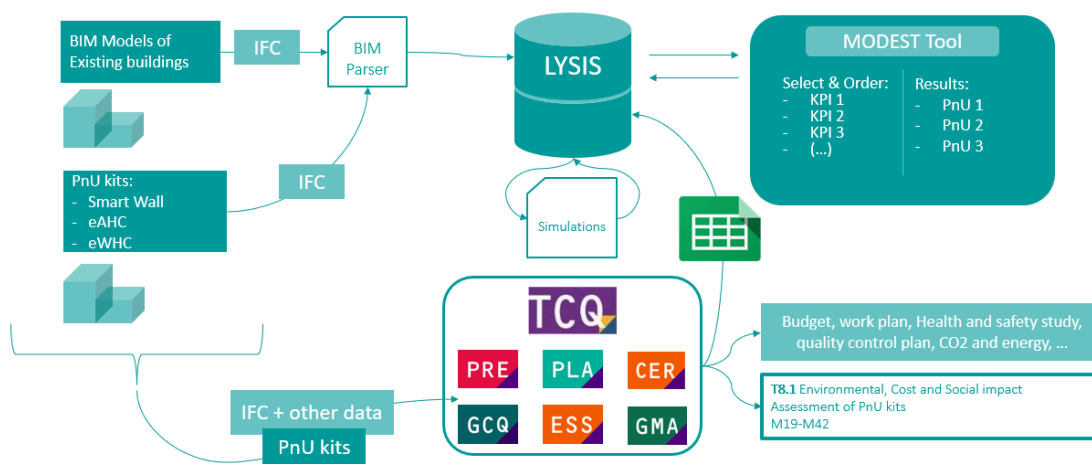 BIM Models of
Existing buildings
IFC
BIM
Parser
LYSIS
MODEST Tool
Select & Order:
- KPI 1
- KPI 2
- KPI 3
- (...)
Results:
- PnU 1
- PnU 2
- PnU 3
PnU kits:
- Smart Wall
- eAHC
- eWHC
IFC
Simulations
TCQ
PRE
PLA
CER
GCQ
ESS
GMA
IFC + other data
PnU kits
Budget, work plan, Health and safety study,
quality control plan, CO2 and energy, ...
T8.1 Environmental, Cost and Social impact
Assessment of PnU kits
M19-M42